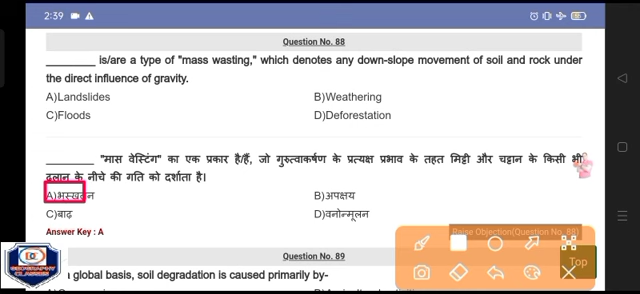 2:39
Question No. 88
________ is/are a type of "mass wasting," which denotes any down-slope movement of soil and rock under
the direct influence of gravity.
A)Landslides B)Weathering
C)Floods D)Deforestation
________ "मास वेस्टिंग" का एक प्रकार है/हैं, जो गुरुत्वाकर्षण के प्रत्यक्ष प्रभाव के तहत मिट्टी और चट्टान के किसी भी
ढलान के नीचे की गति को दर्शाता है।
A)भूस्खलन B)अपक्षय
C)बाढ़ D)वनोन्मूलन
Answer Key : A
Raise Objection(Question No. 88)
Question No. 89
Top
global basis, soil degradation is caused primarily by-
GEOGRAPHY
CLASSES